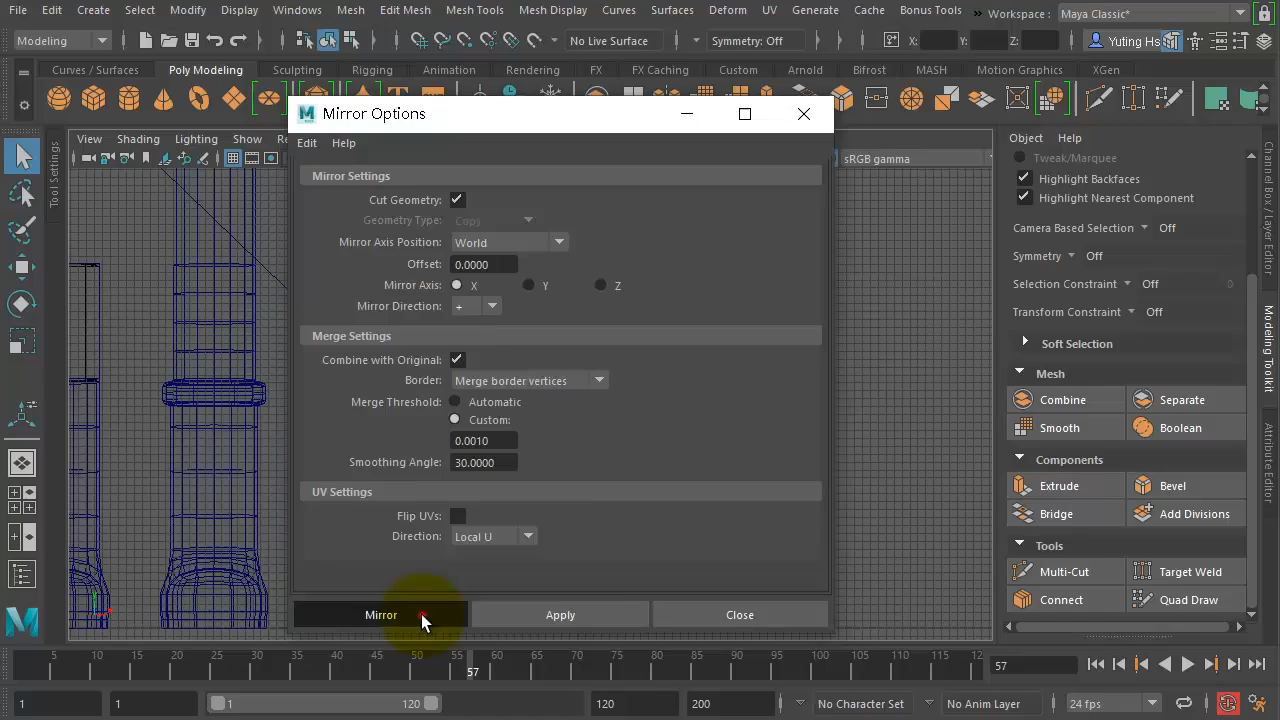 File Edit Create Select Modify Display Windows Mesh Edit Mesh Mesh Tools Mesh Display Curves Surfaces Deform UV Generate Cache Bonus Tools » Workspace : Maya Classic*
Modeling No Live Surface Symmetry: Off X: Y: Z: Yuting Hs
Curves / Surfaces Poly Modeling Sculpting Rigging Animation Rendering FX FX Caching Custom Arnold Bifrost MASH Motion Graphics XGen
Mirror Options
View Shading Lighting Show
Edit Help
Object Help
sRGB gamma
Tweak/Marquee
Tool Settings
Mirror Settings
Highlight Backfaces
Cut Geometry:
Highlight Nearest Component
Geometry Type: Copy
Camera Based Selection Off
Mirror Axis Position: World
Symmetry Off
Offset: 0.0000
Mirror Axis: X Y Z
Selection Constraint Off 0
Mirror Direction: +
Transform Constraint Off
Merge Settings
Soft Selection
Combine with Original:
Mesh
Border: Merge border vertices
Merge Threshold: Automatic
Combine Separate
Custom:
Smooth Boolean
0.0010
Smoothing Angle: 30.0000
Components
UV Settings
Extrude Bevel
Flip UVs:
Bridge Add Divisions
Direction: Local U
Tools
Multi-Cut Target Weld
Connect Quad Draw
Mirror Apply Close
Channel Box / Layer Editor
Modeling Toolkit
Attribute Editor
5 10 15 20 25 30 35 40 45 50 55 60 65 70 75 80 85 90 95 100 105 110 115 12
57
57
1 1 1 120 120 200 No Character Set No Anim Layer 24 fps